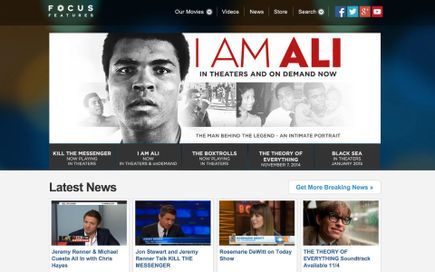 FOCUS
FEATURES
Our Movies
Videos
News
Store
Search
I AM ALI
IN THEATERS AND ON DEMAND NOW
THE MAN BEHIND THE LEGEND - AN INTIMATE PORTRAIT
KILL THE MESSENGER
NOW PLAYING
IN THEATERS
I AM ALI
NOW
IN THEATERS & onDEMAND
THE BOXTROLLS
NOW PLAYING
IN THEATERS
THE THEORY OF
EVERYTHING
NOVEMBER 7, 2014
BLACK SEA
IN THEATERS
JANUARY 2015
Latest News
Get More Breaking News »
Jeremy Renner & Michael
Cuesta All In with Chris
Hayes
Jon Stewart and Jeremy
Renner Talk KILL THE
MESSENGER
Rosemarie DeWitt on Today
Show
THE THEORY OF
EVERYTHING Soundtrack
Available 11/4